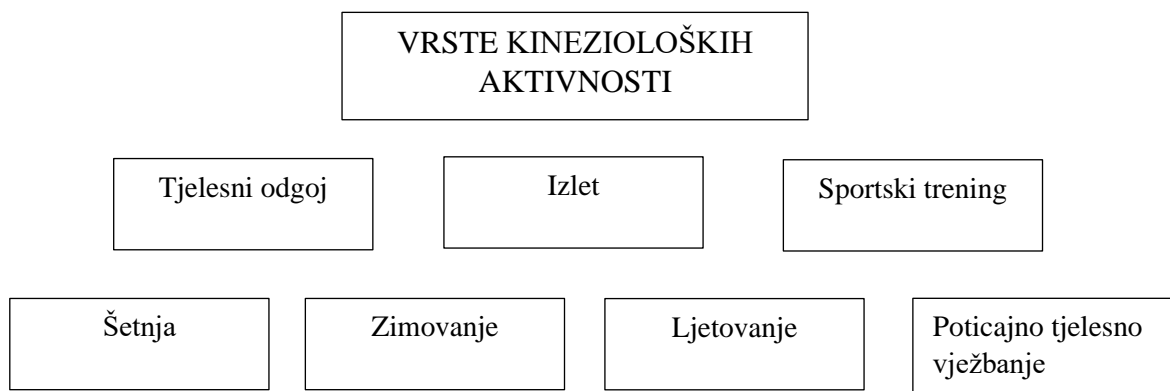 VRSTE KINEZIOLOŠKIH
AKTIVNOSTI
Tjelesni odgoj
Izlet
Sportski trening
Šetnja
Zimovanje
Ljetovanje
Poticajno tjelesno
vježbanje